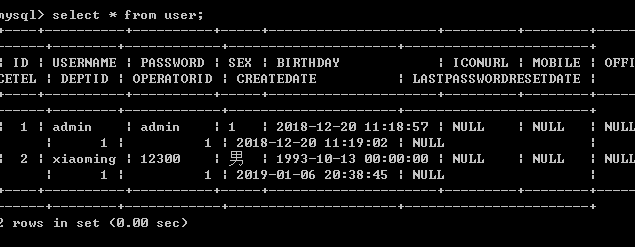 mysql> select * from user;
+----+----------+----------+------+---------------------+---------+--------+-----
-------+--------+------------+---------------------+-----------------------+
| ID | USERNAME | PASSWORD | SEX | BIRTHDAY | ICONURL | MOBILE | OFFI
CETEL | DEPTID | OPERATORID | CREATEDATE | LASTPASSWORDRESETDATE |
+----+----------+----------+------+---------------------+---------+--------+-----
-------+--------+------------+---------------------+-----------------------+
| 1 | admin | admin | 1 | 2018-12-20 11:18:57 | NULL | NULL | NULL
| 1 | 1 | 2018-12-20 11:19:02 | NULL |
| 2 | xiaoming | 12300 | 男 | 1993-10-13 00:00:00 | NULL | NULL | NULL
| 1 | 1 | 2019-01-06 20:38:45 | NULL |
+----+----------+----------+------+---------------------+---------+--------+-----
-------+--------+------------+---------------------+-----------------------+
2 rows in set (0.00 sec)